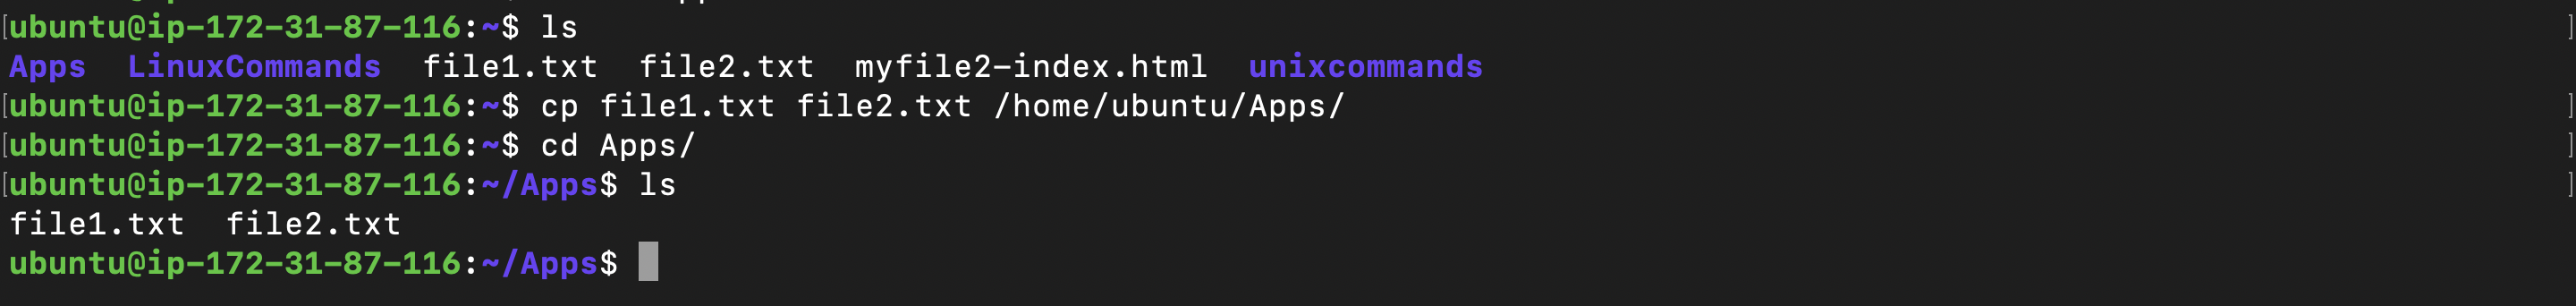 [ubuntu@ip-172-31-87-116:~$ ls ]
Apps  LinuxCommands  file1.txt  file2.txt  myfile2-index.html  unixcommands
[ubuntu@ip-172-31-87-116:~$ cp file1.txt file2.txt /home/ubuntu/Apps/ ]
[ubuntu@ip-172-31-87-116:~$ cd Apps/ ]
[ubuntu@ip-172-31-87-116:~/Apps$ ls ]
file1.txt  file2.txt
ubuntu@ip-172-31-87-116:~/Apps$